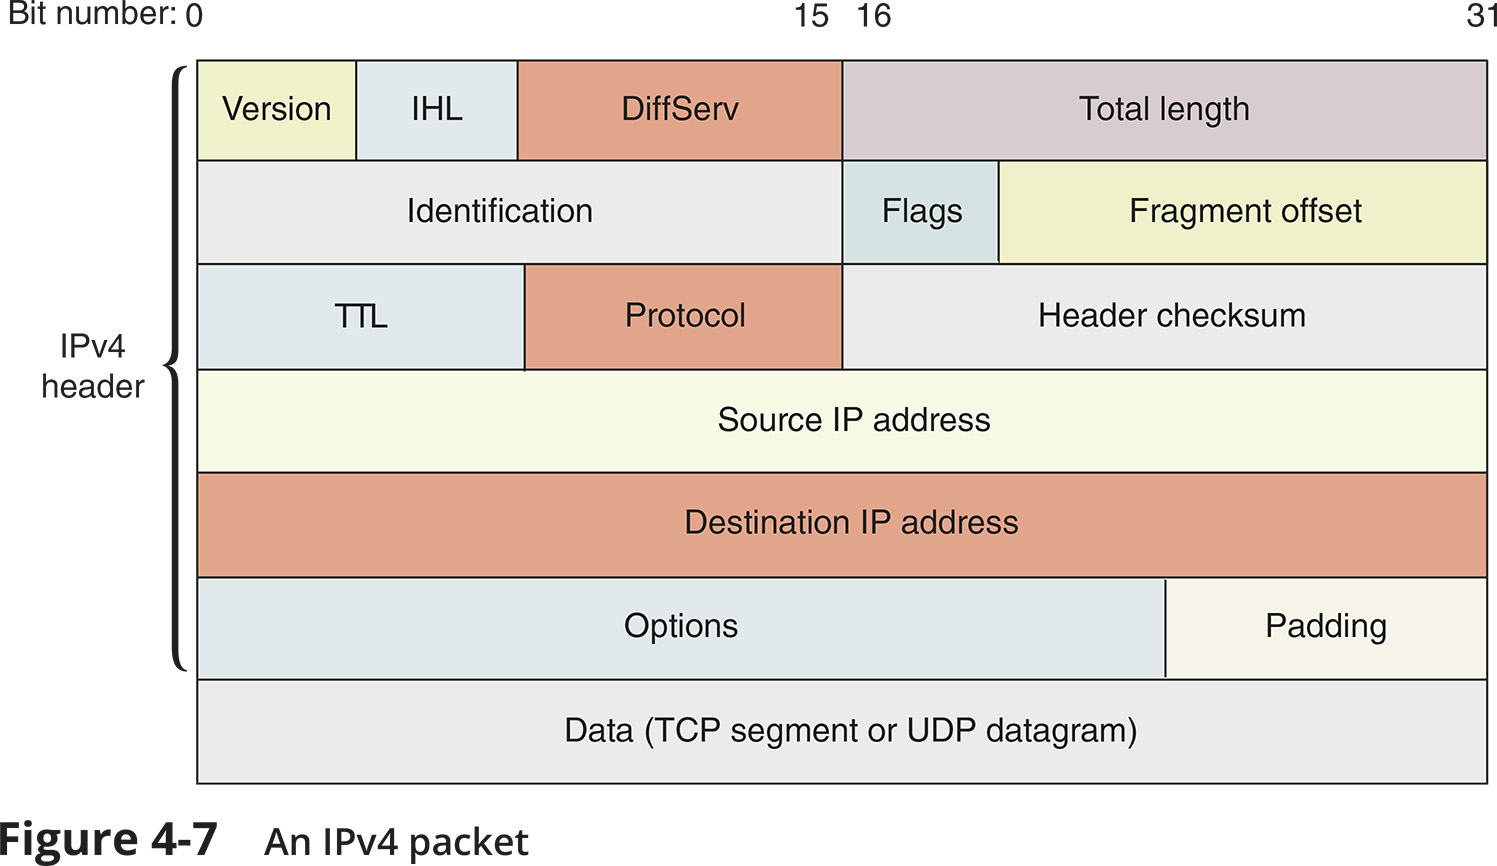 Bit number: 0 15 16 31
Version IHL DiffServ Total length
Identification Flags Fragment offset
TTL Protocol Header checksum
IPv4
header
Source IP address
Destination IP address
Options Padding
Data (TCP segment or UDP datagram)
Figure 4-7 An IPv4 packet